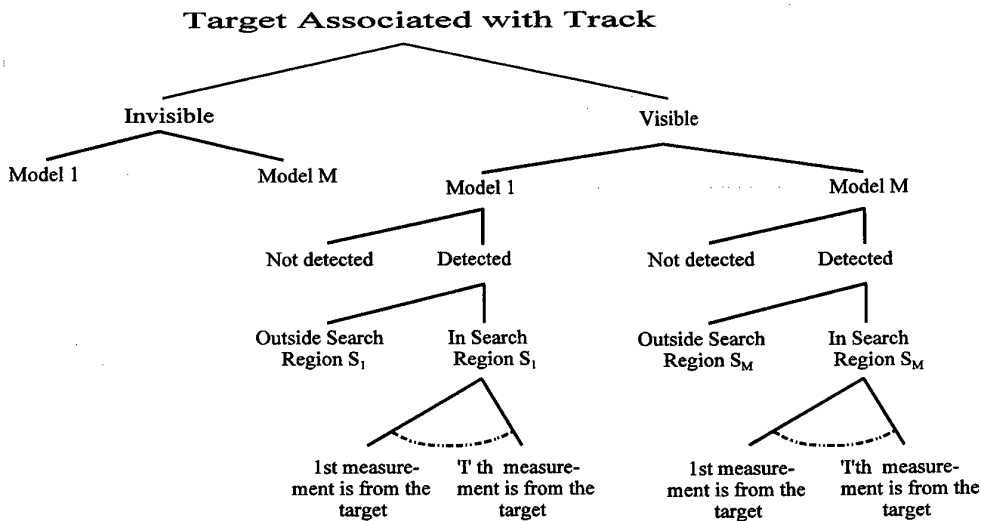 Target Associated with Track
Invisible
Visible
Model 1
Model M
Model 1
Model M
Not detected
Detected
Not detected
Detected
Outside Search
Region S1
In Search
Region S1
Outside Search
Region SM
In Search
Region SM
1st measure-
ment is from the
target
'I' th measure-
ment is from the
target
1st measure-
ment is from the
target
'I'th measure-
ment is from the
target